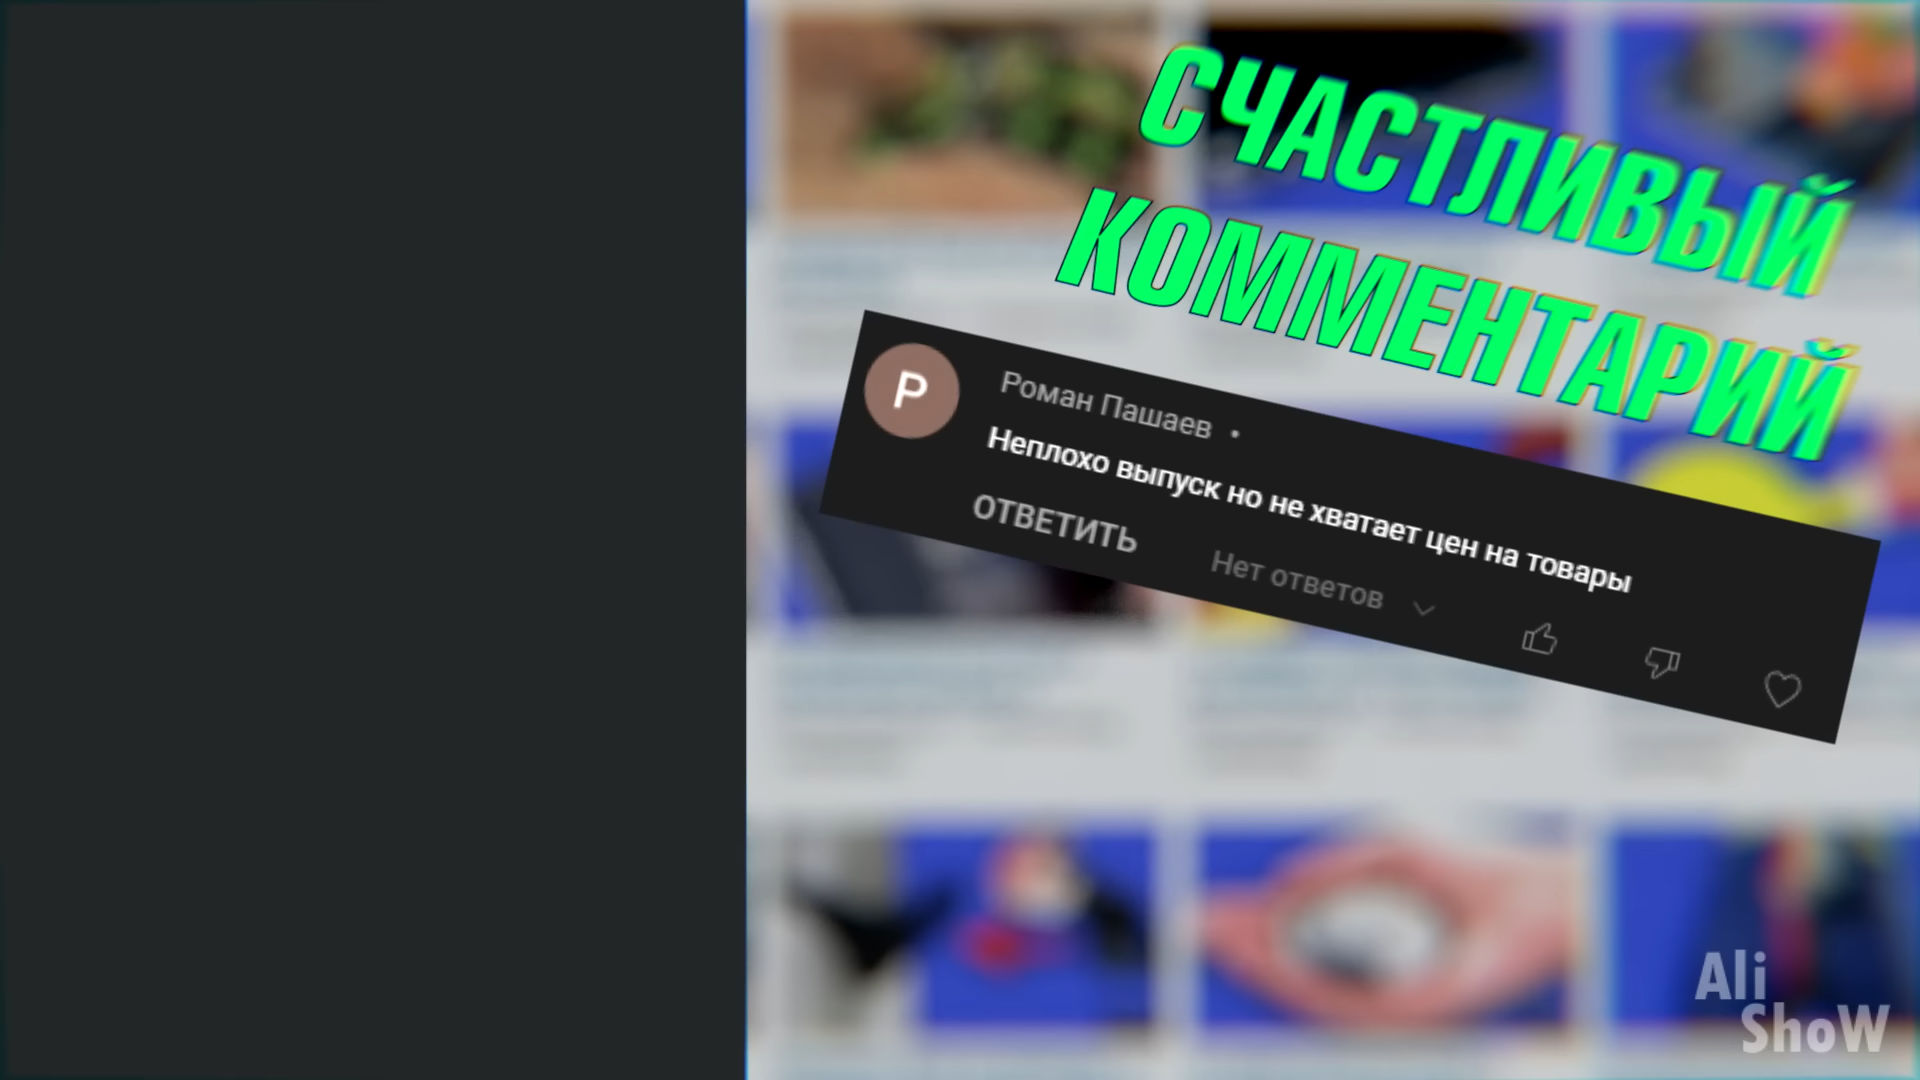 СЧАСТЛИВЫЙ
КОММЕНТАРИЙ
Р
Роман Пашаев •
Неплохо выпуск но не хватает цен на товары
ОТВЕТИТЬ
Нет ответов
Ali
ShoW